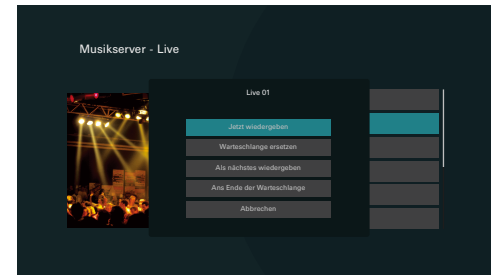 Musikserver - Live
Live 01
Jetzt wiedergeben
Warteschlange ersetzen
Als nächstes wiedergeben
Ans Ende der Warteschlange
Abbrechen